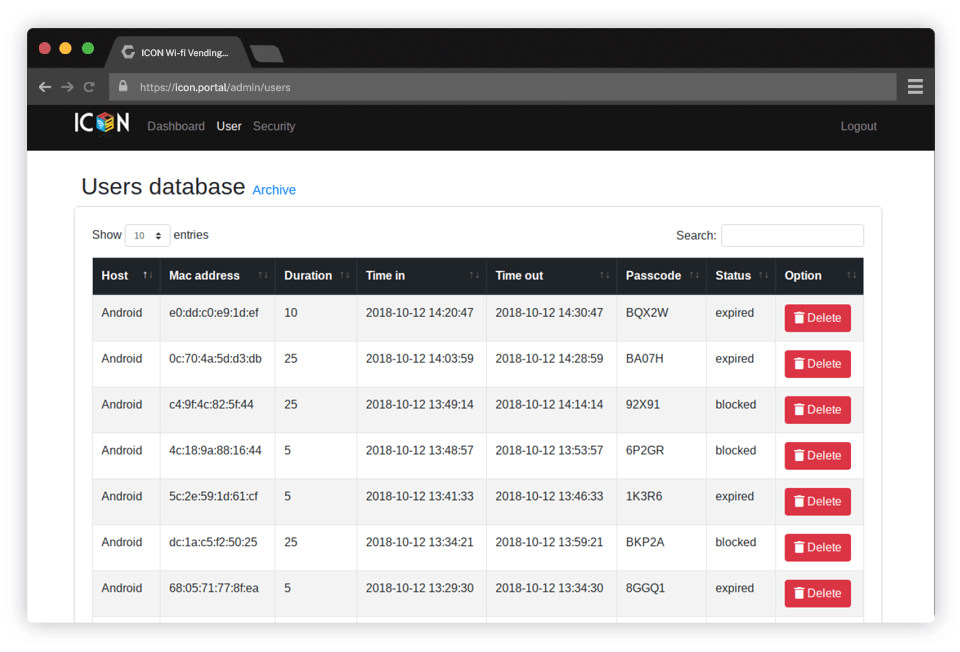 ICON Wi-fi Vending...
https://icon.portal/admin/users
ICON Dashboard User Security Logout
Users database Archive
Show 10 entries Search:
Host Mac address Duration Time in Time out Passcode Status Option
Android e0:dd:c0:e9:1d:ef 10 2018-10-12 14:20:47 2018-10-12 14:30:47 BQX2W expired Delete
Android 0c:70:4a:5d:d3:db 25 2018-10-12 14:03:59 2018-10-12 14:28:59 BA07H expired Delete
Android c4:9f:4c:82:5f:44 25 2018-10-12 13:49:14 2018-10-12 14:14:14 92X91 blocked Delete
Android 4c:18:9a:88:16:44 5 2018-10-12 13:48:57 2018-10-12 13:53:57 6P2GR blocked Delete
Android 5c:2e:59:1d:61:cf 5 2018-10-12 13:41:33 2018-10-12 13:46:33 1K3R6 expired Delete
Android dc:1a:c5:f2:50:25 25 2018-10-12 13:34:21 2018-10-12 13:59:21 BKP2A blocked Delete
Android 68:05:71:77:8f:ea 5 2018-10-12 13:29:30 2018-10-12 13:34:30 8GGQ1 expired Delete